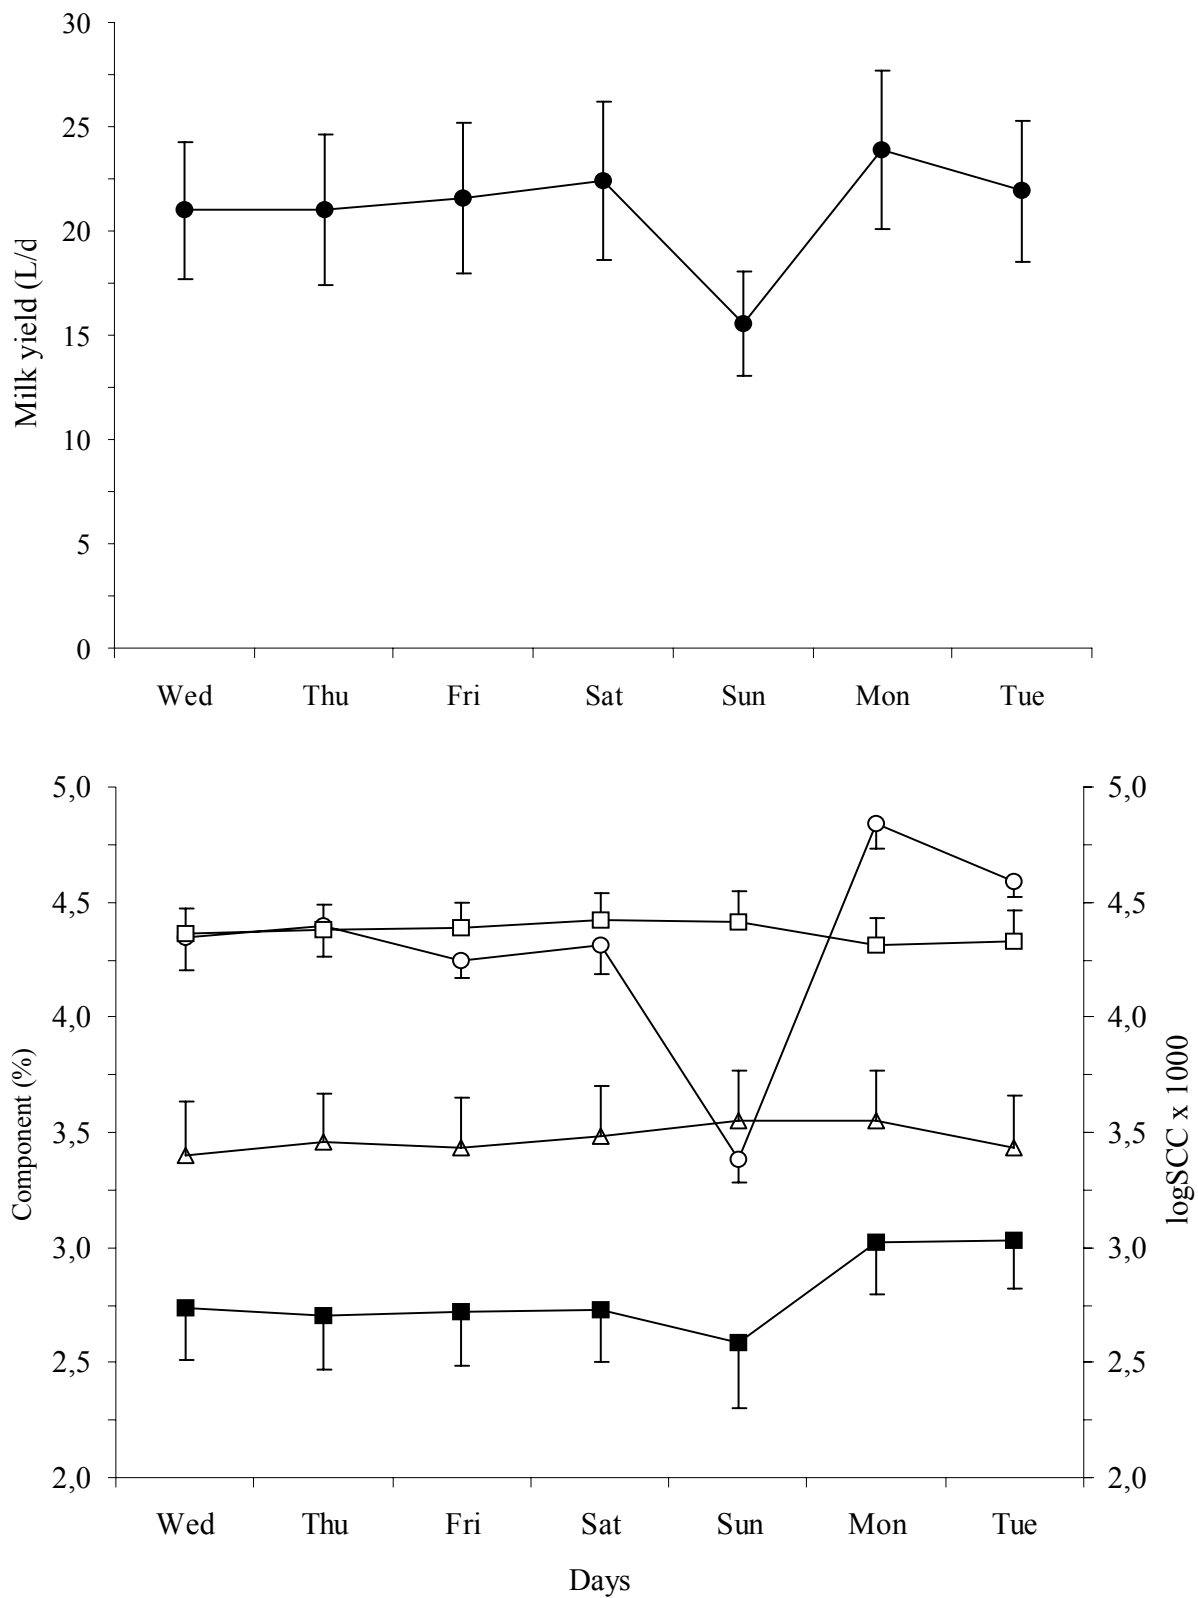 30
25
20
15
10
5
0
Milk yield (L/d
Wed Thu Fri Sat Sun Mon Tue
5,0 5,0
4,5 4,5
4,0 4,0
3,5 3,5
3,0 3,0
2,5 2,5
2,0 2,0
Component (%)
logSCC x 1000
Wed Thu Fri Sat Sun Mon Tue
Days